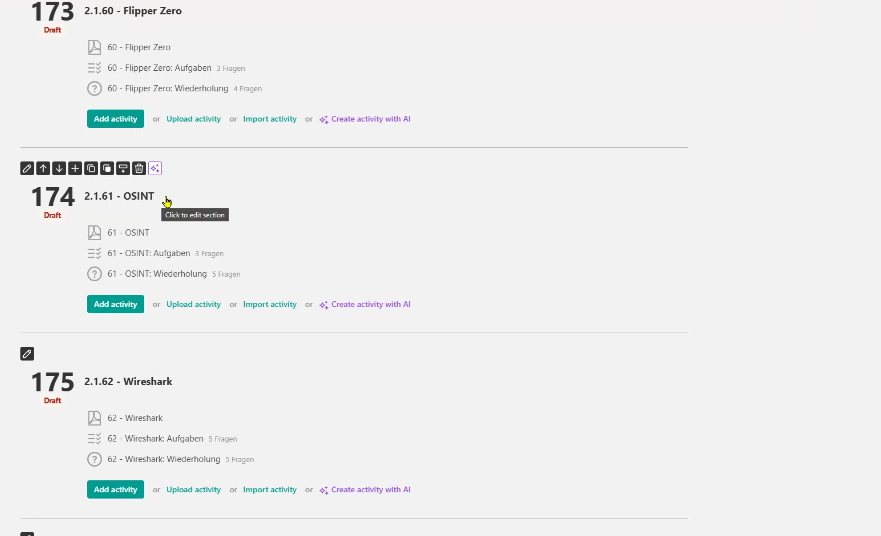 173 2.1.60 - Flipper Zero
Draft
60 - Flipper Zero
60 - Flipper Zero: Aufgaben 3 Fragen
60 - Flipper Zero: Wiederholung 4 Fragen
Add activity or Upload activity or Import activity or Create activity with AI
174 2.1.61 - OSINT
Draft
Click to edit section
61 - OSINT
61 - OSINT: Aufgaben 3 Fragen
61 - OSINT: Wiederholung 5 Fragen
Add activity or Upload activity or Import activity or Create activity with AI
175 2.1.62 - Wireshark
Draft
62 - Wireshark
62 - Wireshark: Aufgaben 5 Fragen
62 - Wireshark: Wiederholung 5 Fragen
Add activity or Upload activity or Import activity or Create activity with AI